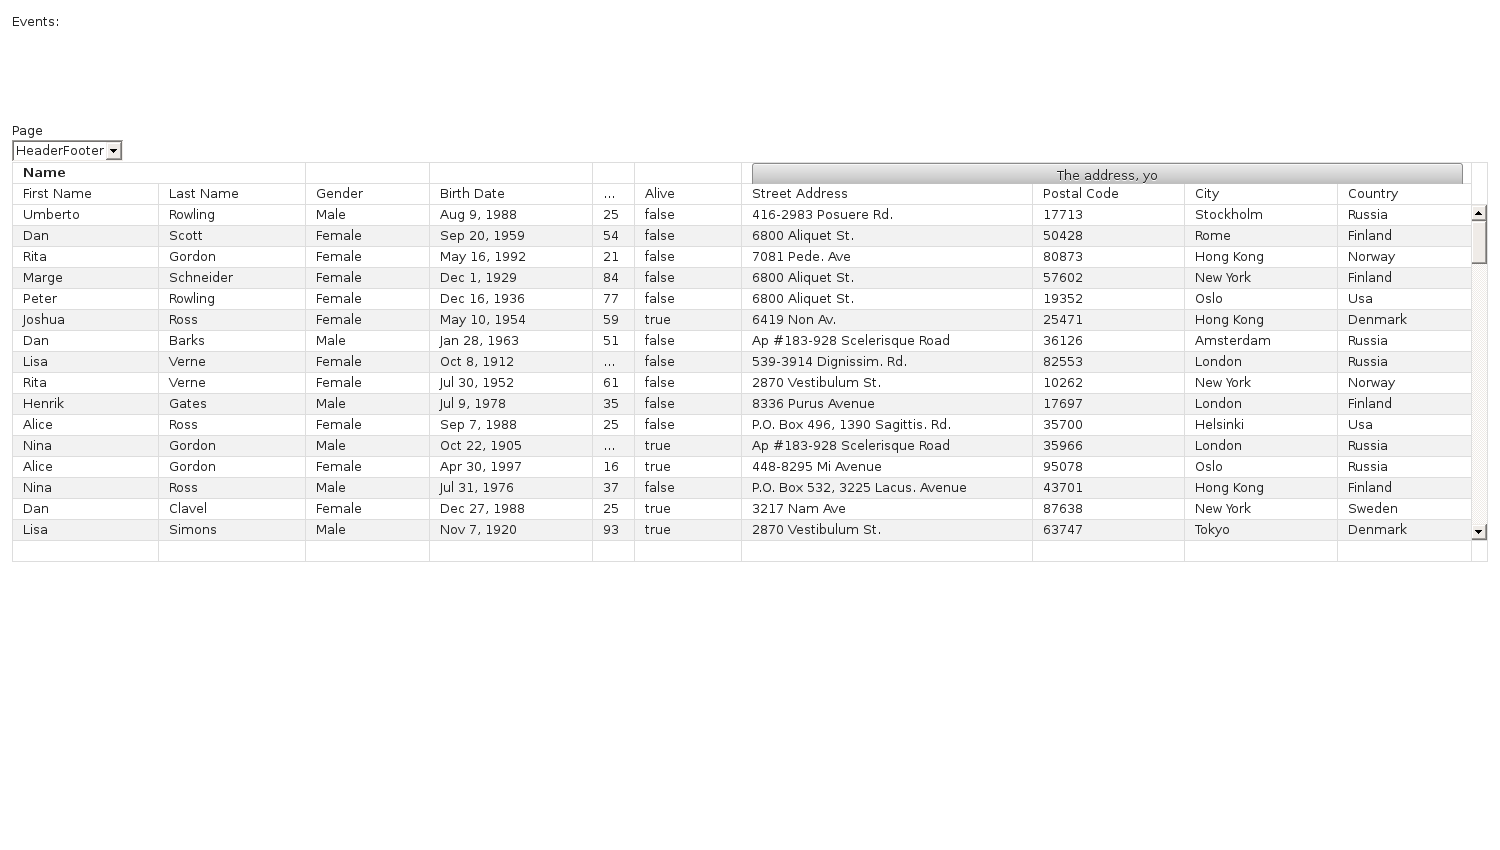 Events:
Page
HeaderFooter
Name The address, yo
First Name Last Name Gender Birth Date ... Alive Street Address Postal Code City Country
Umberto Rowling Male Aug 9, 1988 25 false 416-2983 Posuere Rd. 17713 Stockholm Russia
Dan Scott Female Sep 20, 1959 54 false 6800 Aliquet St. 50428 Rome Finland
Rita Gordon Female May 16, 1992 21 false 7081 Pede. Ave 80873 Hong Kong Norway
Marge Schneider Female Dec 1, 1929 84 false 6800 Aliquet St. 57602 New York Finland
Peter Rowling Female Dec 16, 1936 77 false 6800 Aliquet St. 19352 Oslo Usa
Joshua Ross Female May 10, 1954 59 true 6419 Non Av. 25471 Hong Kong Denmark
Dan Barks Male Jan 28, 1963 51 false Ap #183-928 Scelerisque Road 36126 Amsterdam Russia
Lisa Verne Female Oct 8, 1912 ... false 539-3914 Dignissim. Rd. 82553 London Russia
Rita Verne Female Jul 30, 1952 61 false 2870 Vestibulum St. 10262 New York Norway
Henrik Gates Male Jul 9, 1978 35 false 8336 Purus Avenue 17697 London Finland
Alice Ross Female Sep 7, 1988 25 false P.O. Box 496, 1390 Sagittis. Rd. 35700 Helsinki Usa
Nina Gordon Male Oct 22, 1905 ... true Ap #183-928 Scelerisque Road 35966 London Russia
Alice Gordon Female Apr 30, 1997 16 true 448-8295 Mi Avenue 95078 Oslo Russia
Nina Ross Male Jul 31, 1976 37 false P.O. Box 532, 3225 Lacus. Avenue 43701 Hong Kong Finland
Dan Clavel Female Dec 27, 1988 25 true 3217 Nam Ave 87638 New York Sweden
Lisa Simons Male Nov 7, 1920 93 true 2870 Vestibulum St. 63747 Tokyo Denmark